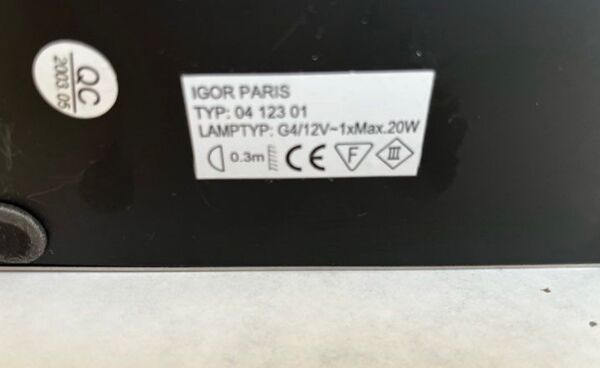 QC
2003 05
IGOR PARIS
TYP: 04 123 01
LAMPTYP: G4/12V~1xMax.20W
0.3m CE F III